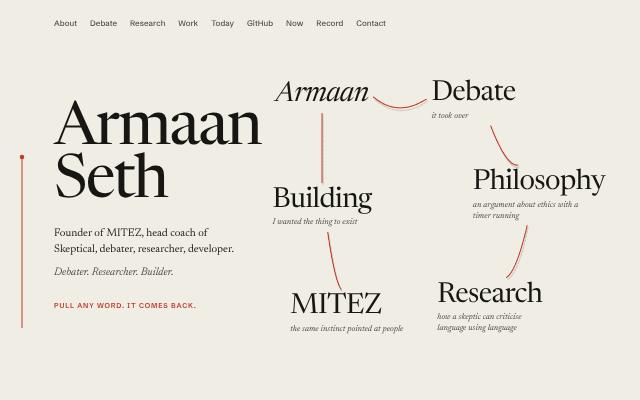 About Debate Research Work Today GitHub Now Record Contact
Armaan
Seth
Founder of MITEZ, head coach of
Skeptical, debater, researcher, developer.
Debater. Researcher. Builder.
PULL ANY WORD. IT COMES BACK.
Armaan
Debate
it took over
Philosophy
an argument about ethics with a
timer running
Building
I wanted the thing to exist
Research
how a skeptic can criticise
language using language
MITEZ
the same instinct pointed at people